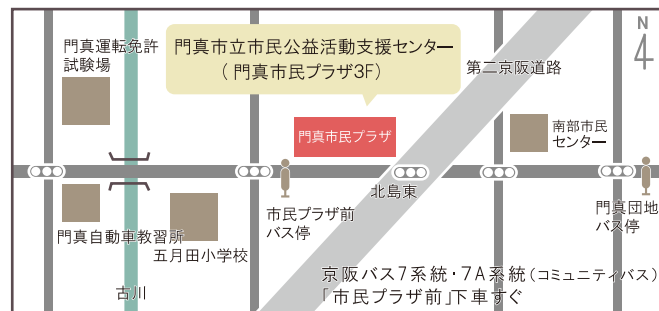 門真運転免許
試験場
門真市立市民公益活動支援センター
(門真市民プラザ3F)
第二京阪道路
N
門真市民プラザ
南部市民
センター
北島東
市民プラザ前
バス停
門真団地
バス停
門真自動車教習所
五月田小学校
古川
京阪バス7系統・7A系統(コミュニティバス)
「市民プラザ前」下車すぐ